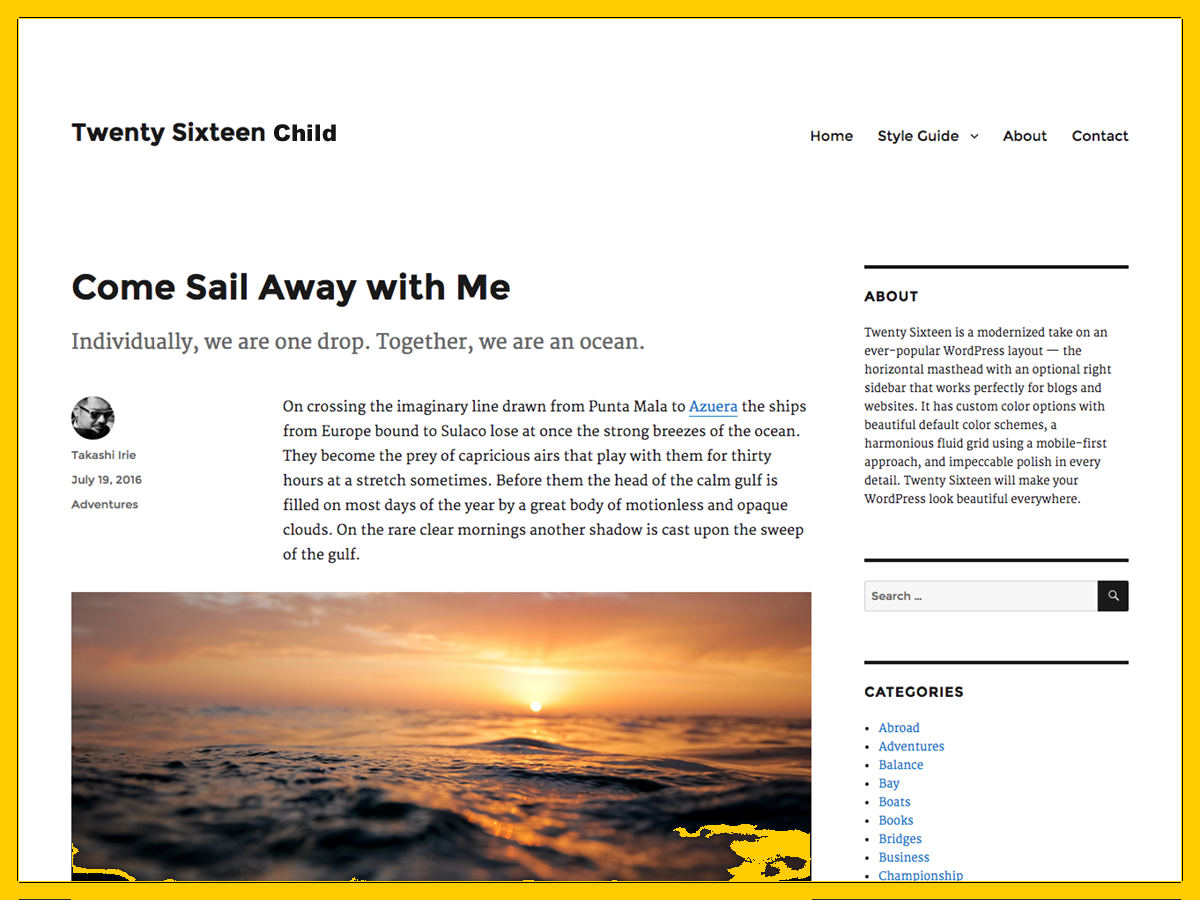 Twenty Sixteen Child
Home Style Guide About Contact
Come Sail Away with Me
Individually, we are one drop. Together, we are an ocean.
Takashi Irie
July 19, 2016
Adventures
On crossing the imaginary line drawn from Punta Mala to Azuera the ships
from Europe bound to Sulaco lose at once the strong breezes of the ocean.
They become the prey of capricious airs that play with them for thirty
hours at a stretch sometimes. Before them the head of the calm gulf is
filled on most days of the year by a great body of motionless and opaque
clouds. On the rare clear mornings another shadow is cast upon the sweep
of the gulf.
ABOUT
Twenty Sixteen is a modernized take on an
ever-popular WordPress layout — the
horizontal masthead with an optional right
sidebar that works perfectly for blogs and
websites. It has custom color options with
beautiful default color schemes, a
harmonious fluid grid using a mobile-first
approach, and impeccable polish in every
detail. Twenty Sixteen will make your
WordPress look beautiful everywhere.
Search ...
CATEGORIES
Abroad
Adventures
Balance
Bay
Boats
Books
Bridges
Business
Championship